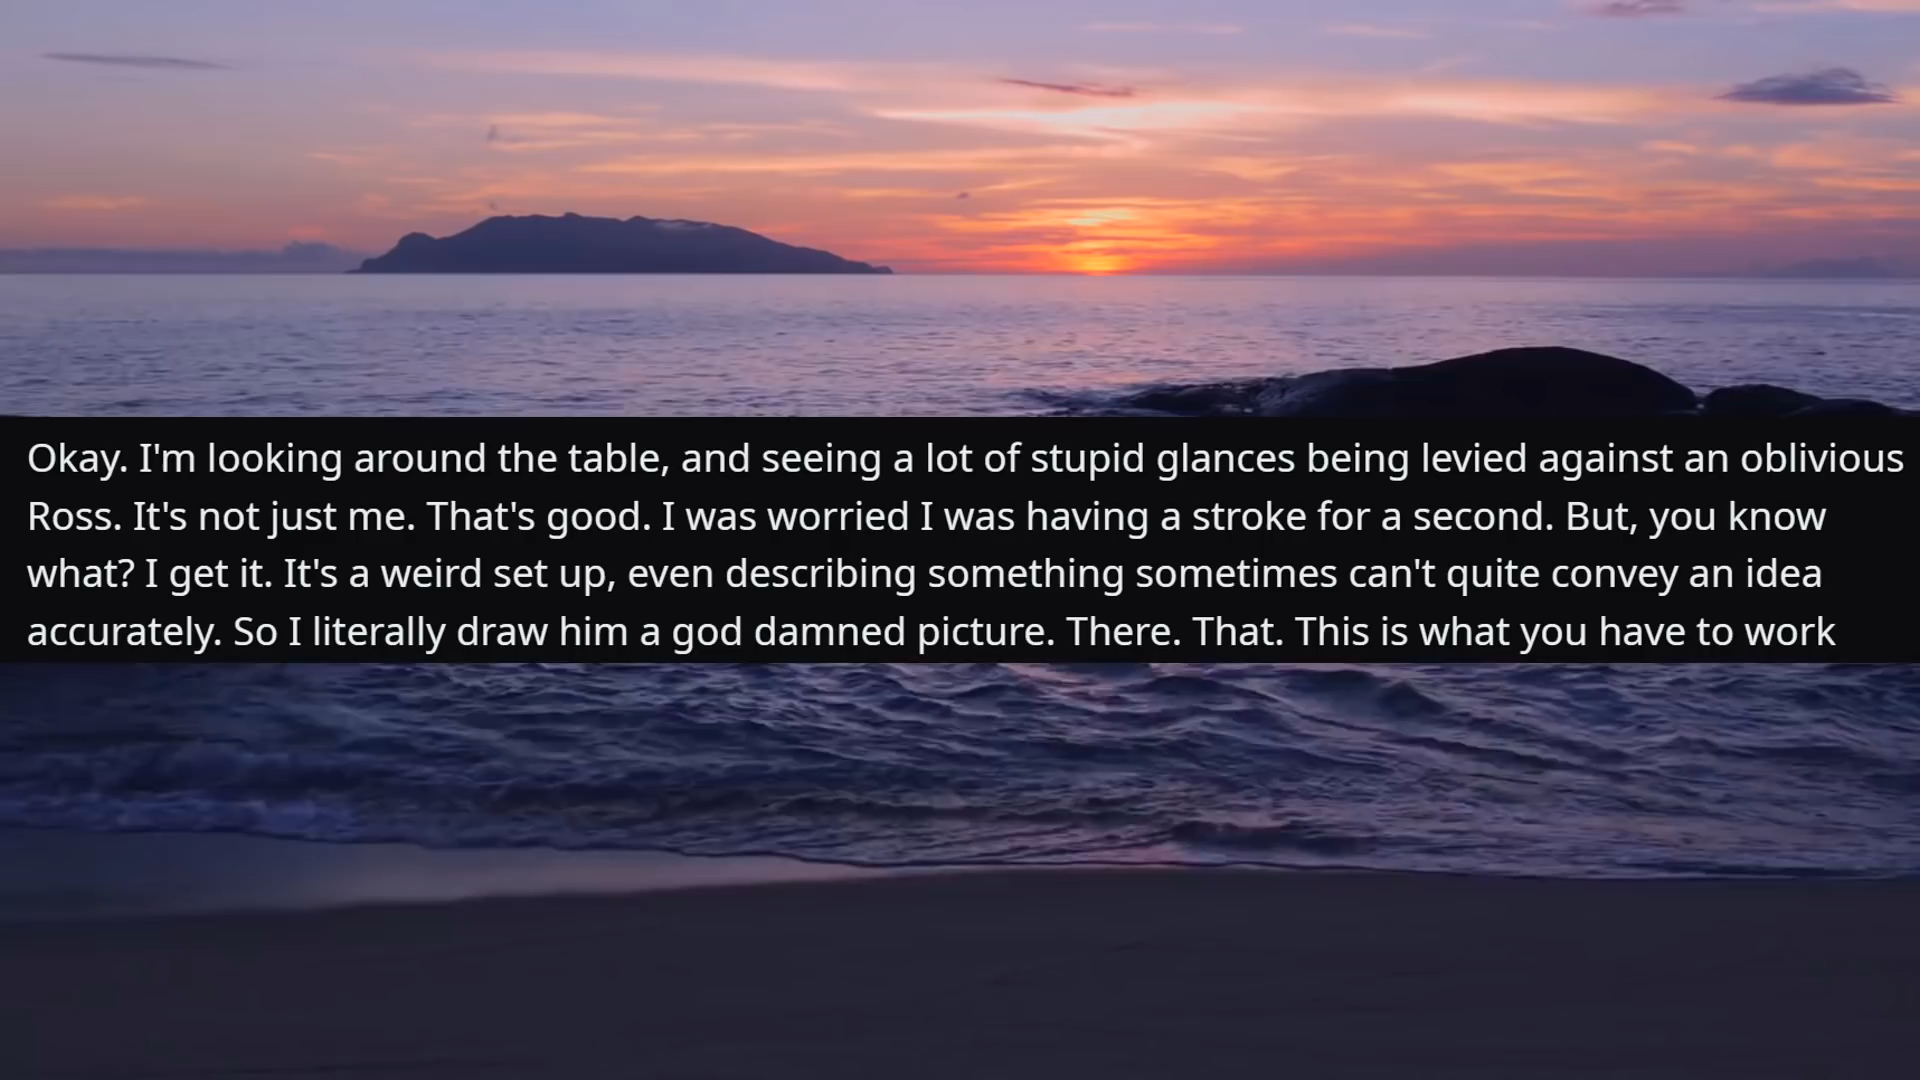 Okay. I'm looking around the table, and seeing a lot of stupid glances being levied against an oblivious
Ross. It's not just me. That's good. I was worried I was having a stroke for a second. But, you know
what? I get it. It's a weird set up, even describing something sometimes can't quite convey an idea
accurately. So I literally draw him a god damned picture. There. That. This is what you have to work